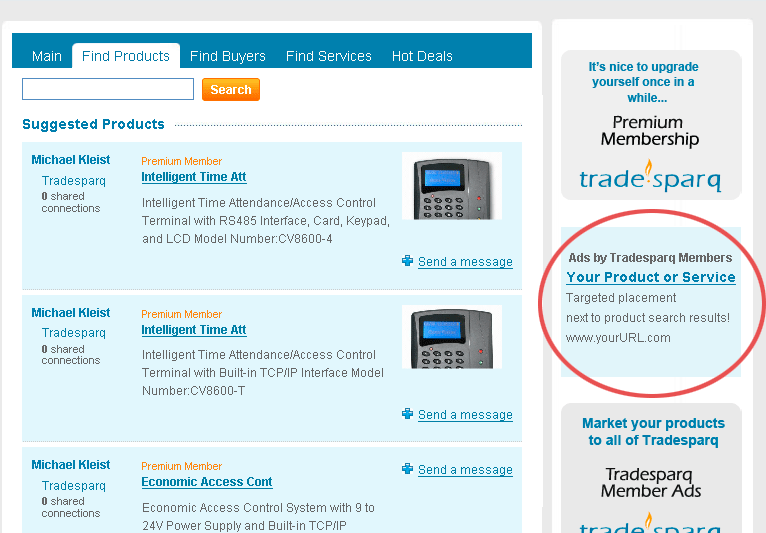 Main Find Products Find Buyers Find Services Hot Deals
Search
Suggested Products
Michael Kleist
Tradesparq
0 shared
connections
Premium Member
Intelligent Time Att
Intelligent Time Attendance/Access Control
Terminal with RS485 Interface, Card, Keypad,
and LCD Model Number:CV8600-4
Send a message
Michael Kleist
Tradesparq
0 shared
connections
Premium Member
Intelligent Time Att
Intelligent Time Attendance/Access Control
Terminal with Built-in TCP/IP Interface Model
Number:CV8600-T
Send a message
Michael Kleist
Tradesparq
0 shared
connections
Premium Member
Economic Access Cont
Economic Access Control System with 9 to
24V Power Supply and Built-in TCP/IP
Send a message
It's nice to upgrade
yourself once in a
while...
Premium
Membership
tradesparq
Ads by Tradesparq Members
Your Product or Service
Targeted placement
next to product search results!
www.yourURL.com
Market your products
to all of Tradesparq
Tradesparq
Member Ads
tradesparq